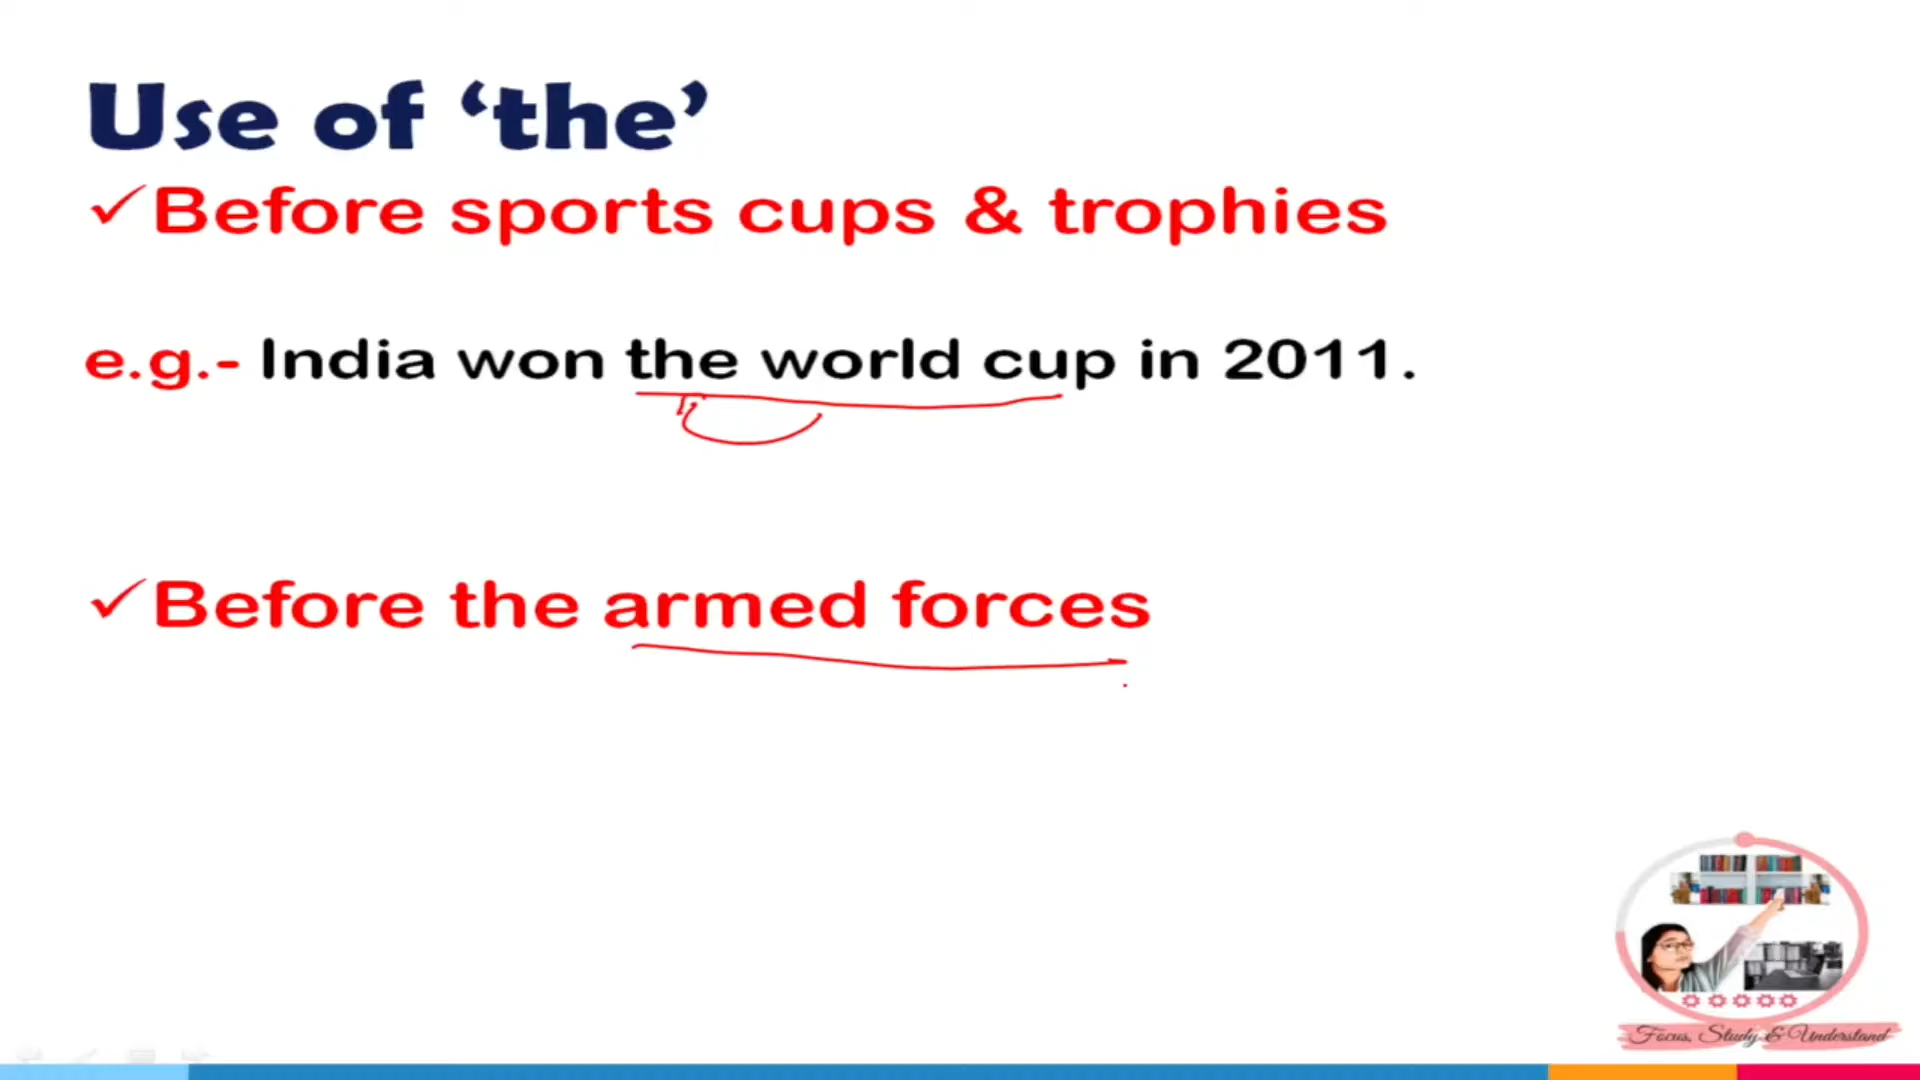 Use of ‘the’
✓Before sports cups & trophies
e.g.- India won the world cup in 2011.
✓Before the armed forces
Focus, Study & Understand